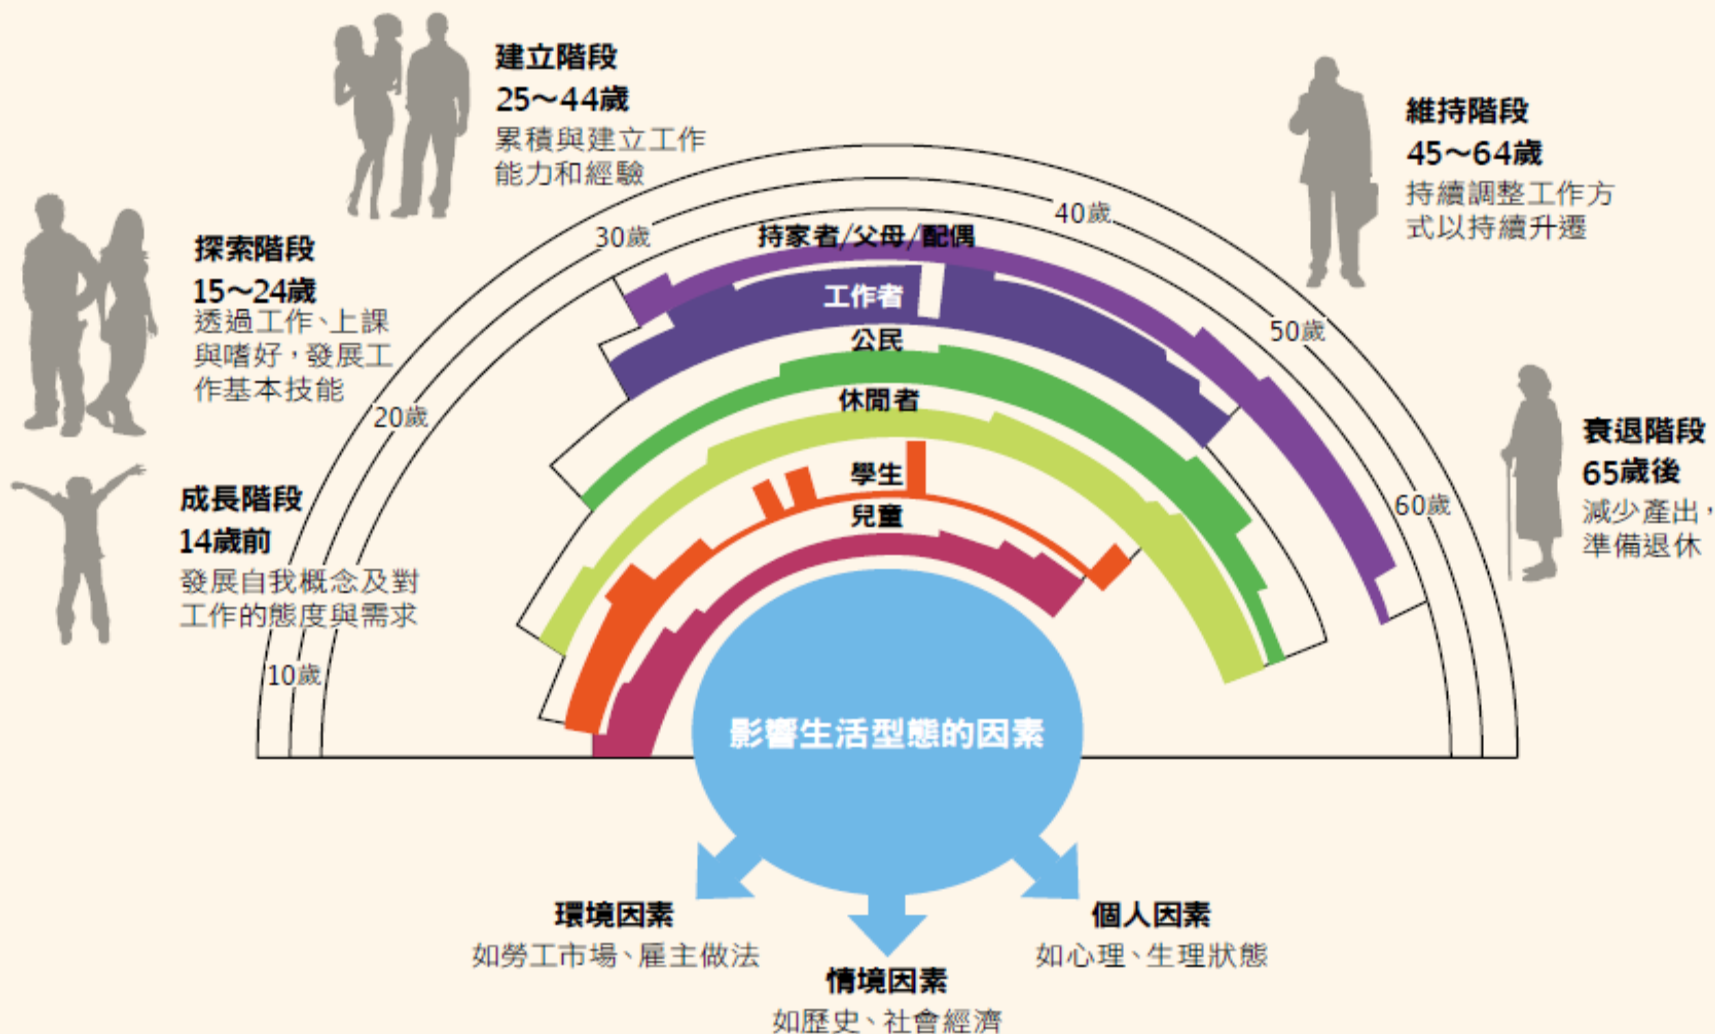 建立階段
25～44歲
累積與建立工作
能力和經驗
維持階段
45～64歲
持續調整工作方
式以持續升遷
探索階段
15～24歲
透過工作、上課
與嗜好，發展工
作基本技能
成長階段
14歲前
發展自我概念及對
工作的態度與需求
衰退階段
65歲後
減少產出，
準備退休
10歲
20歲
30歲
40歲
50歲
60歲
持家者/父母/配偶
工作者
公民
休閒者
學生
兒童
影響生活型態的因素
環境因素
如勞工市場、雇主做法
情境因素
如歷史、社會經濟
個人因素
如心理、生理狀態